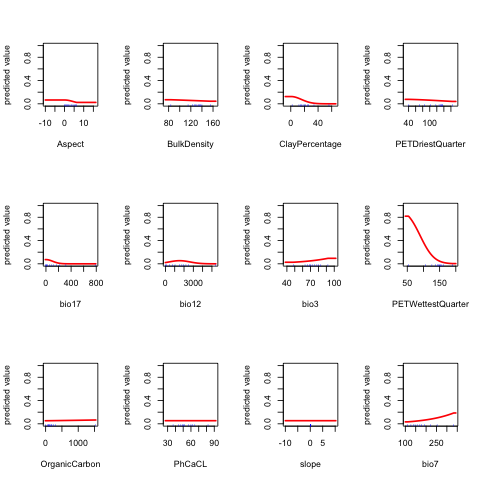 predicted value
0.0 0.4 0.8
-10 0 10
Aspect
predicted value
0.0 0.4 0.8
80 120 160
BulkDensity
predicted value
0.0 0.4 0.8
0 40
ClayPercentage
predicted value
0.0 0.4 0.8
40 100
PETDriestQuarter
predicted value
0.0 0.4 0.8
0 200 400 800
bio17
predicted value
0.0 0.4 0.8
0 3000
bio12
predicted value
0.0 0.4 0.8
40 70 100
bio3
predicted value
0.0 0.4 0.8
50 150
PETWettestQuarter
predicted value
0.0 0.4 0.8
0 1000
OrganicCarbon
predicted value
0.0 0.4 0.8
30 60 90
PhCaCL
predicted value
0.0 0.4 0.8
-10 0 5
slope
predicted value
0.0 0.4 0.8
100 250
bio7